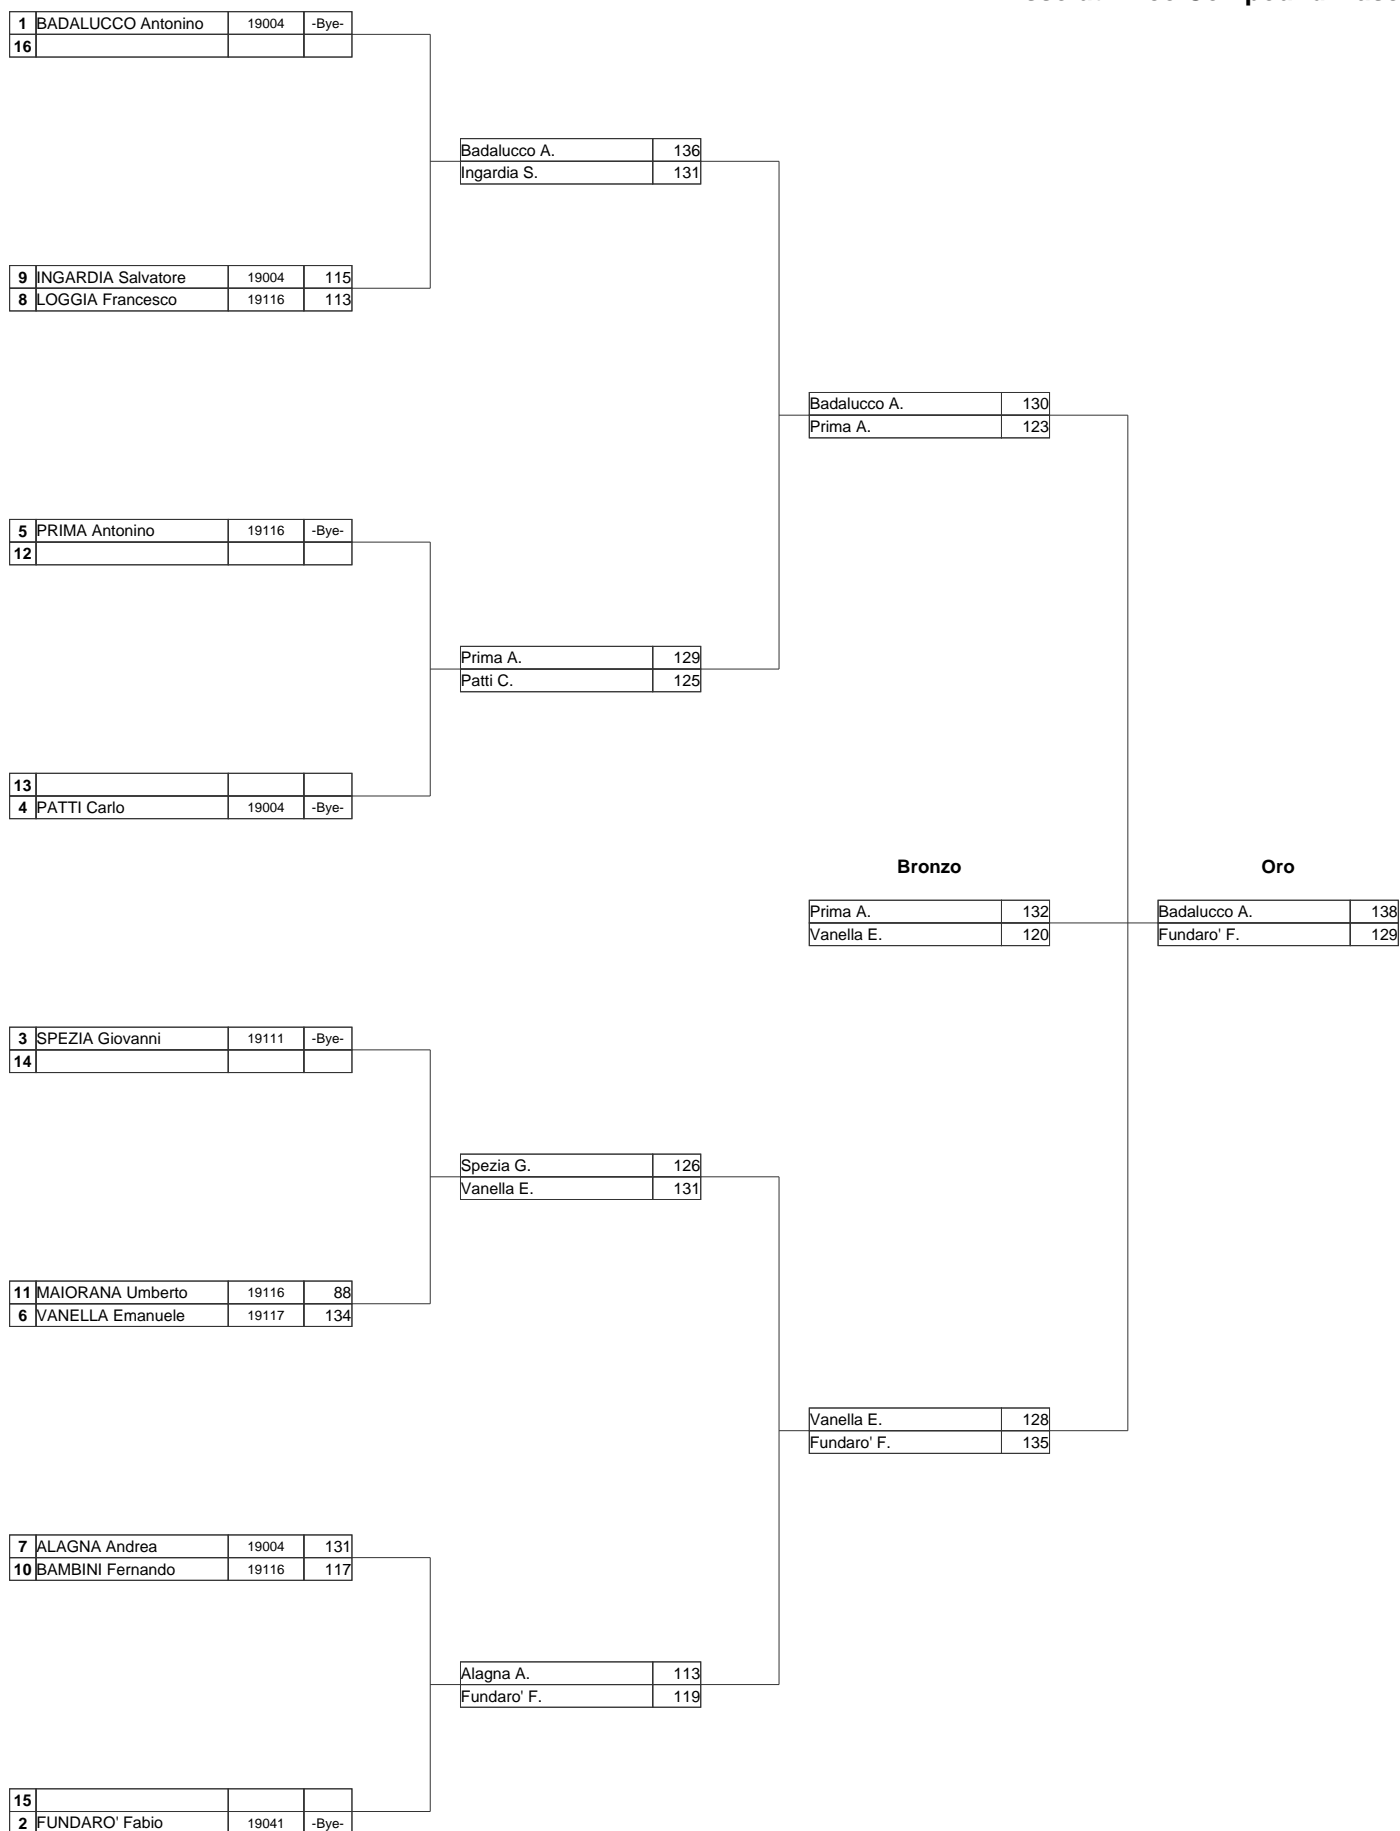 1 BADALUCCO Antonino 19004 -Bye-
16
Badalucco A. 136
Ingardia S. 131
9 INGARDIA Salvatore 19004 115
8 LOGGIA Francesco 19116 113
Badalucco A. 130
Prima A. 123
5 PRIMA Antonino 19116 -Bye-
12
Prima A. 129
Patti C. 125
13
4 PATTI Carlo 19004 -Bye-
Bronzo Oro
Prima A. 132 Badalucco A. 138
Vanella E. 120 Fundaro' F. 129
3 SPEZIA Giovanni 19111 -Bye-
14
Spezia G. 126
Vanella E. 131
11 MAIORANA Umberto 19116 88
6 VANELLA Emanuele 19117 134
Vanella E. 128
Fundaro' F. 135
7 ALAGNA Andrea 19004 131
10 BAMBINI Fernando 19116 117
Alagna A. 113
Fundaro' F. 119
15
2 FUNDARO' Fabio 19041 -Bye-